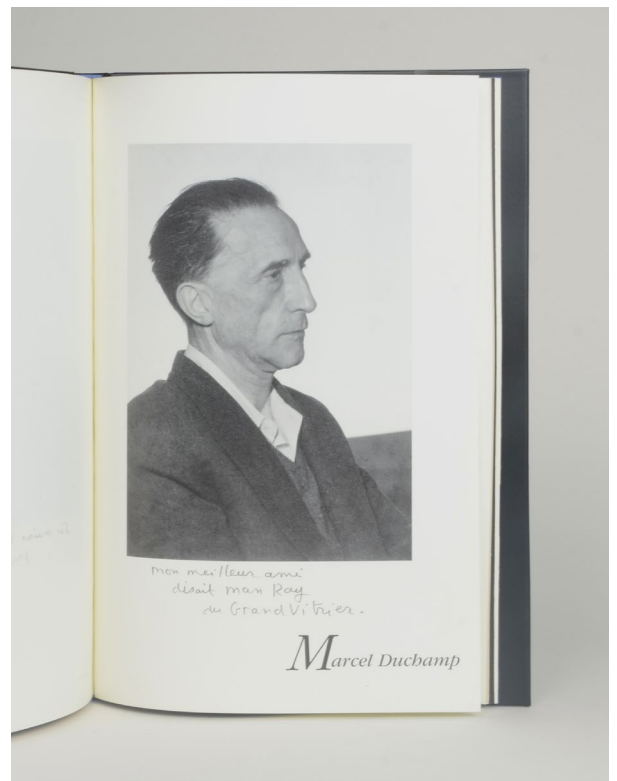 mon meilleur ami
disait man Ray
du Grand Vitrier.
Marcel Duchamp